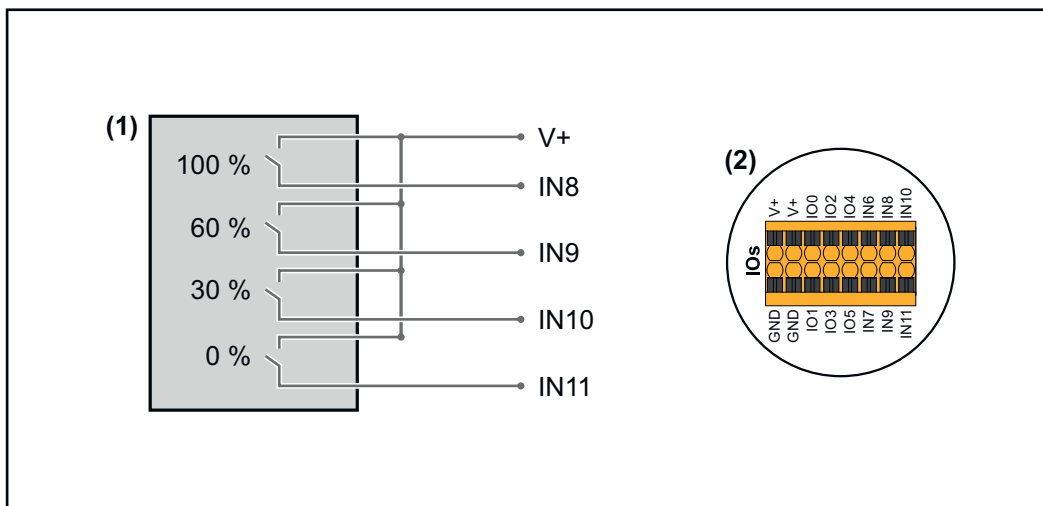 (1)
V+
100 %
IN8
60 %
IN9
30 %
IN10
0 %
IN11
(2)
V+ V+ IO0 IO2 IO4 IN6 IN8 IN10
IOs
GND GND IO1 IO3 IO5 IN7 IN9 IN11